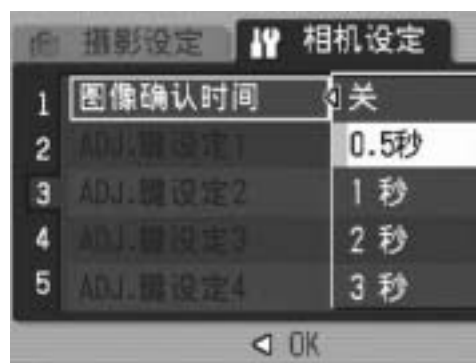 摄影设定 相机设定
1 图像确认时间 关
2 ADJ.键设定1 0.5秒
3 ADJ.键设定2 1 秒
4 ADJ.键设定3 2 秒
5 ADJ.键设定4 3 秒
OK